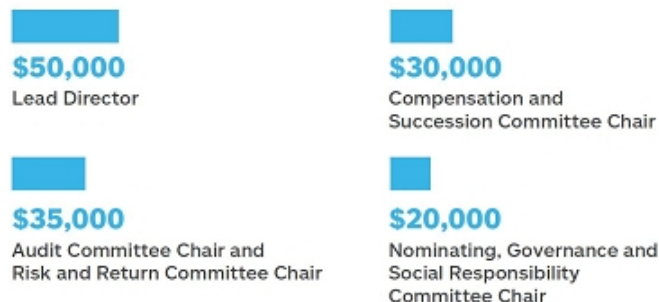 $50,000
Lead Director
$30,000
Compensation and
Succession Committee Chair
$35,000
Audit Committee Chair and
Risk and Return Committee Chair
$20,000
Nominating, Governance and
Social Responsibility
Committee Chair